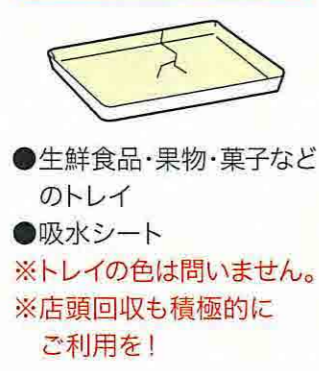 ●生鮮食品・果物・菓子など
のトレイ
●吸水シート
※トレイの色は問いません。
※店頭回収も積極的に
ご利用を!